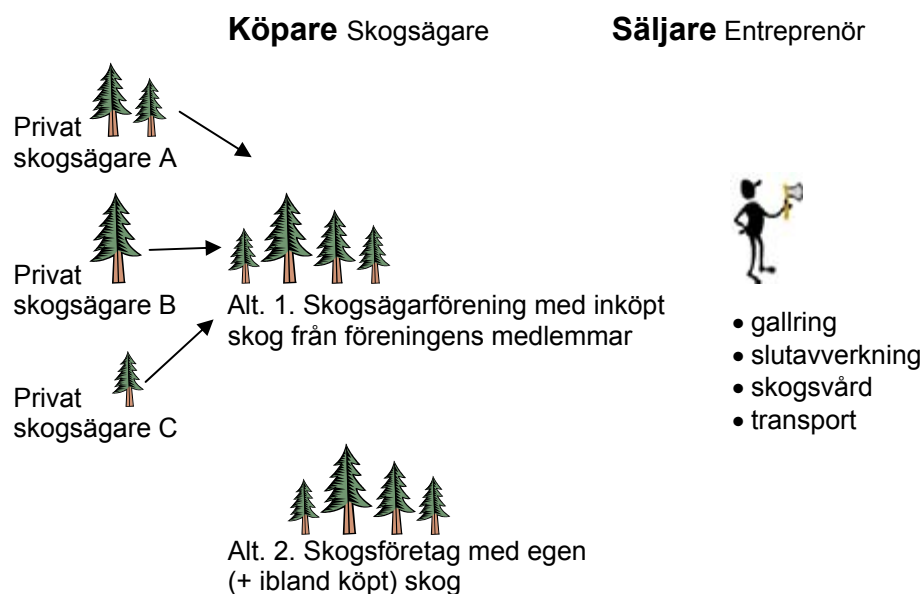 Köpare Skogsägare
Säljare Entreprenör
Privat
skogsägare A
Privat
skogsägare B
Privat
skogsägare C
Alt. 1. Skogsägarförening med inköpt
skog från föreningens medlemmar
Alt. 2. Skogsföretag med egen
(+ ibland köpt) skog
• gallring
• slutavverkning
• skogsvård
• transport